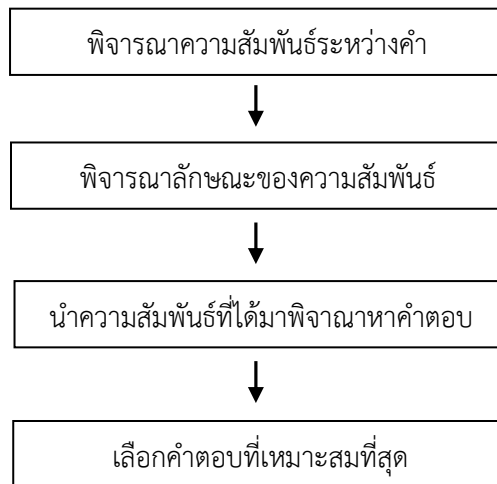 พิจารณาความสัมพันธ์ระหว่างคำ
พิจารณาลักษณะของความสัมพันธ์
นำความสัมพันธ์ที่ได้มาพิจาณาหาคำตอบ
เลือกคำตอบที่เหมาะสมที่สุด